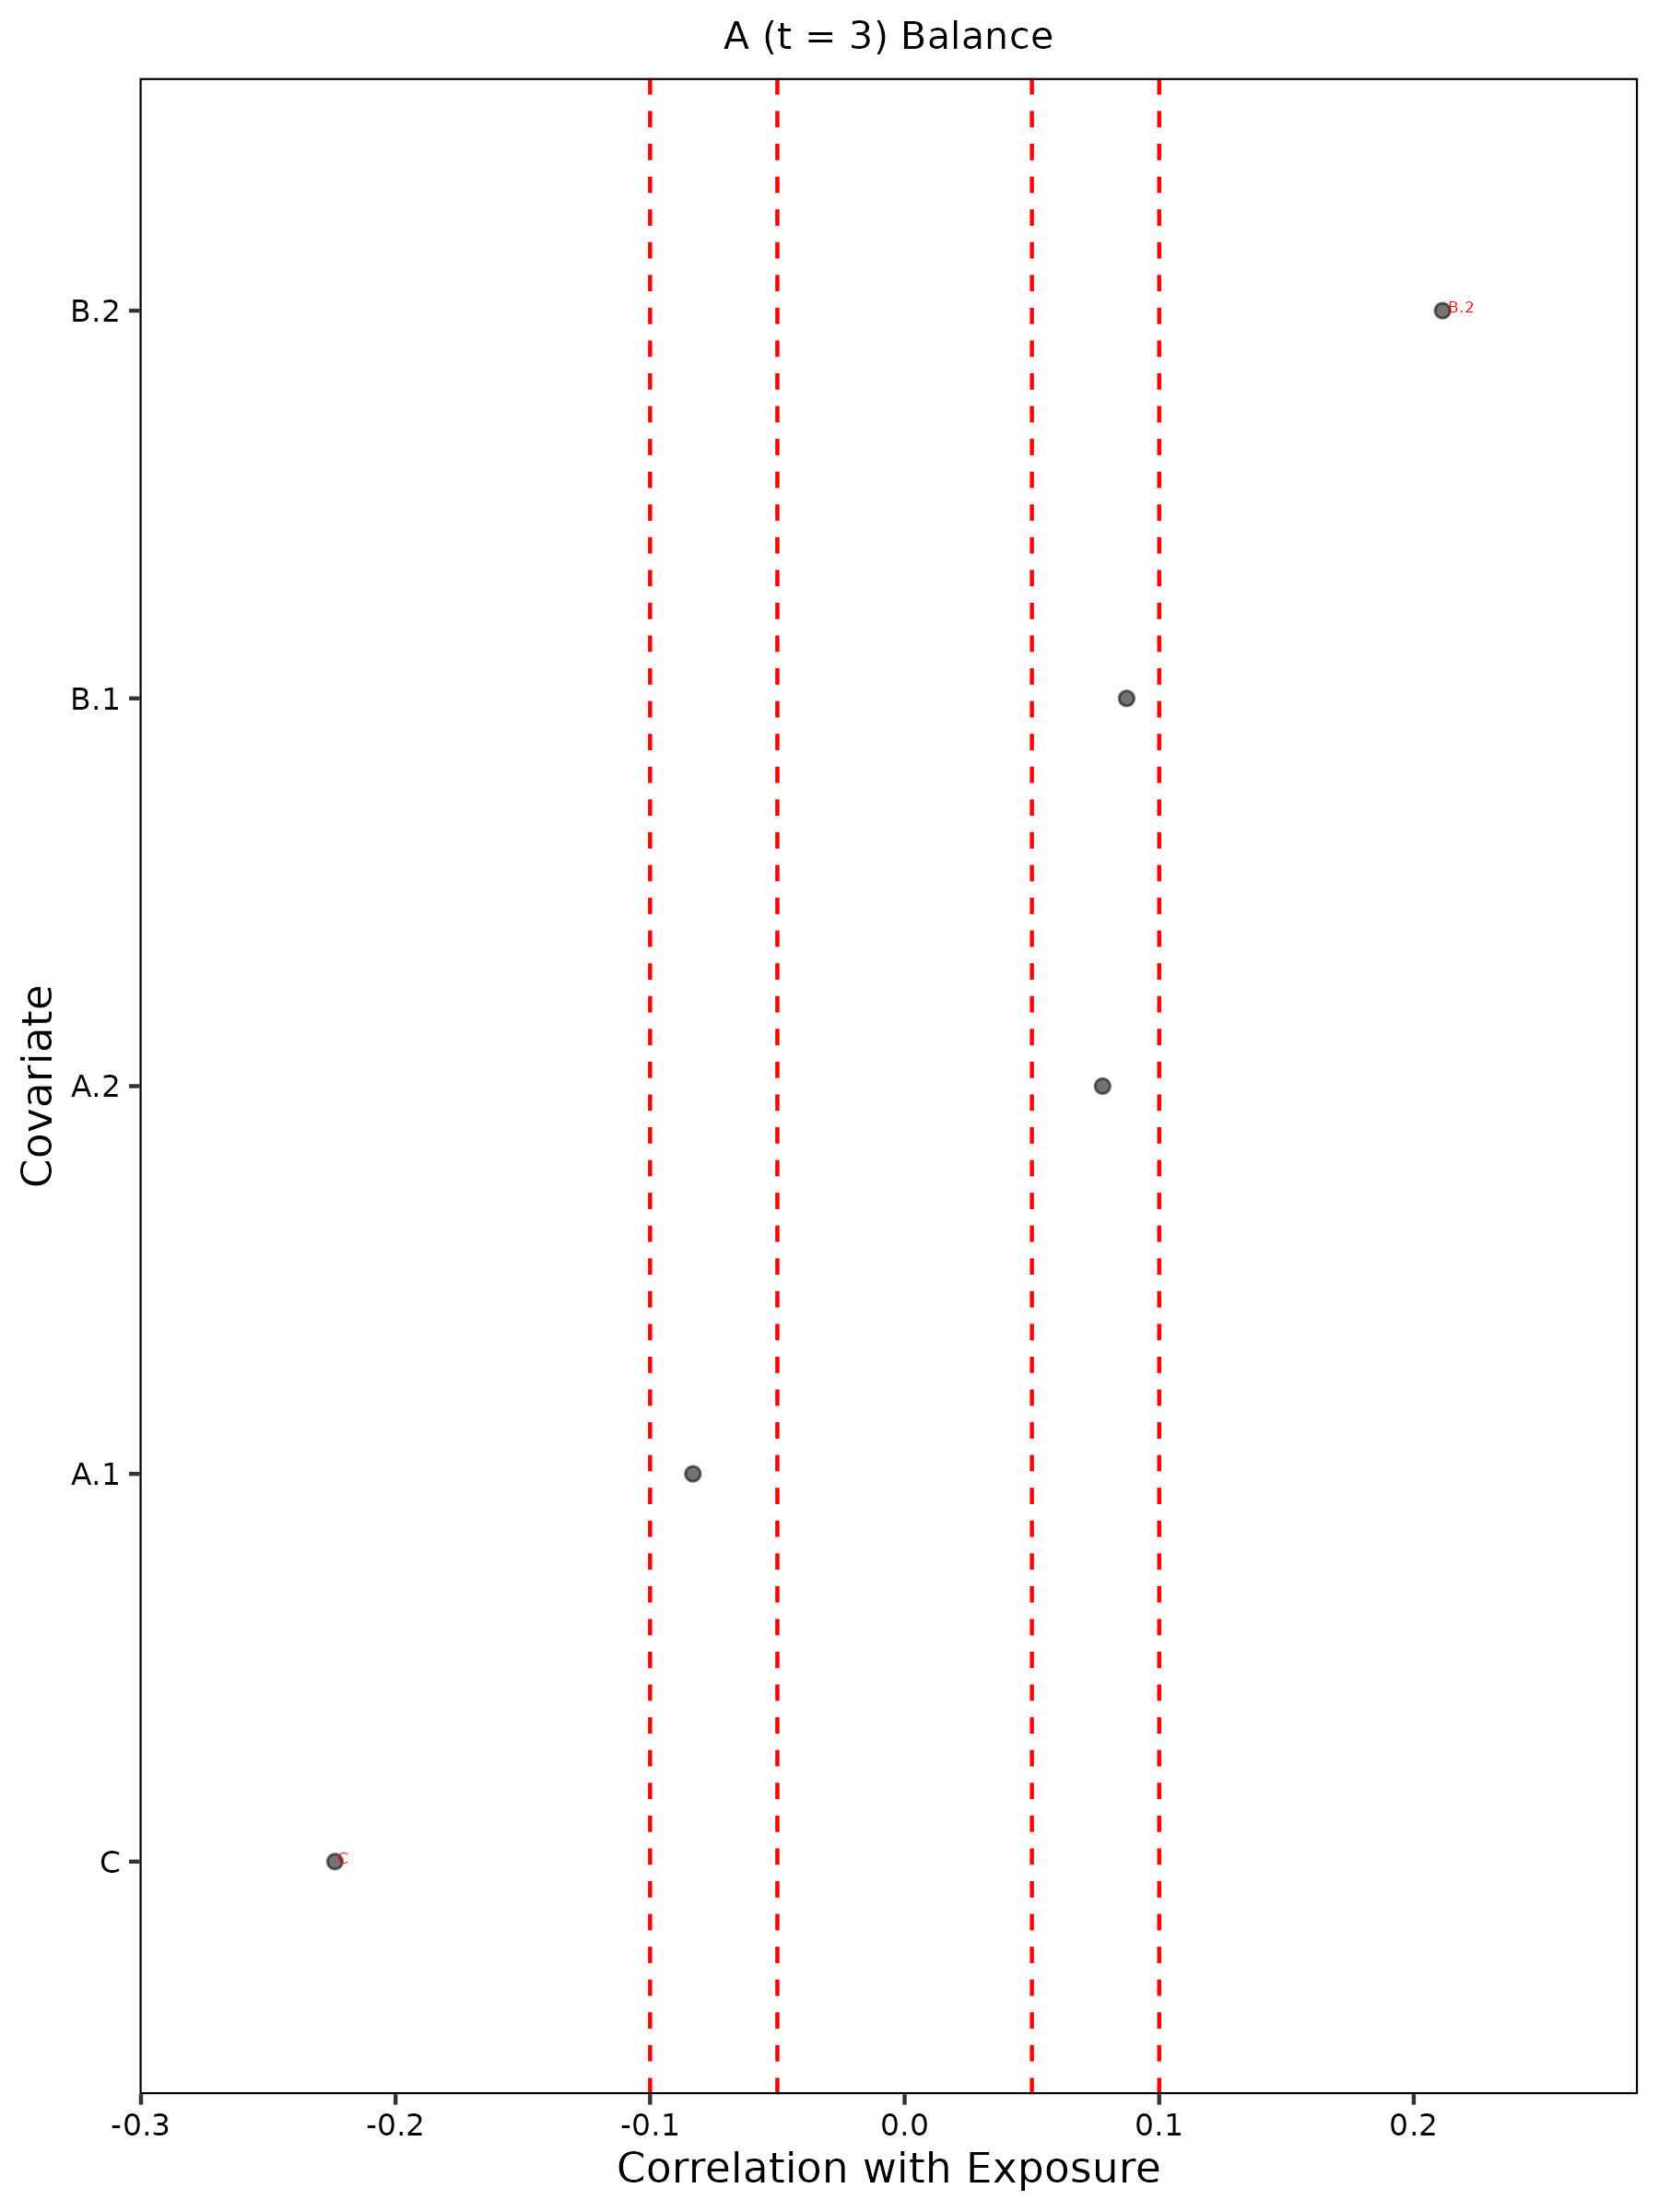 A (t = 3) Balance
B.2
B.2
B.1
A.2
A.1
C
C
Covariate
-0.3
-0.2
-0.1
0.0
0.1
0.2
Correlation with Exposure